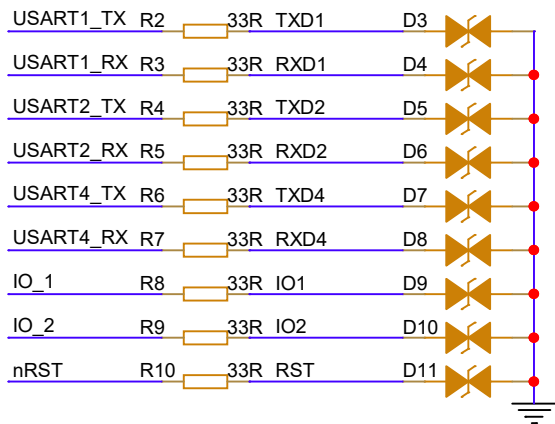 USART1_TX R2 33R TXD1 D3
USART1_RX R3 33R RXD1 D4
USART2_TX R4 33R TXD2 D5
USART2_RX R5 33R RXD2 D6
USART4_TX R6 33R TXD4 D7
USART4_RX R7 33R RXD4 D8
IO_1 R8 33R IO1 D9
IO_2 R9 33R IO2 D10
nRST R10 33R RST D11